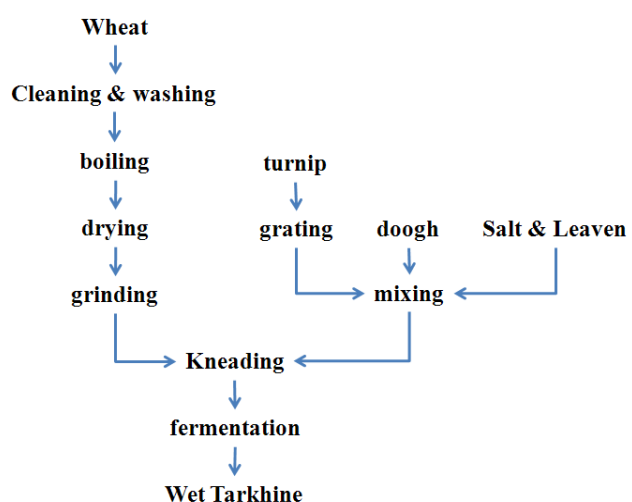 Wheat
Cleaning & washing
boiling
turnip
drying
grating
doogh
Salt & Leaven
grinding
mixing
Kneading
fermentation
Wet Tarkhine